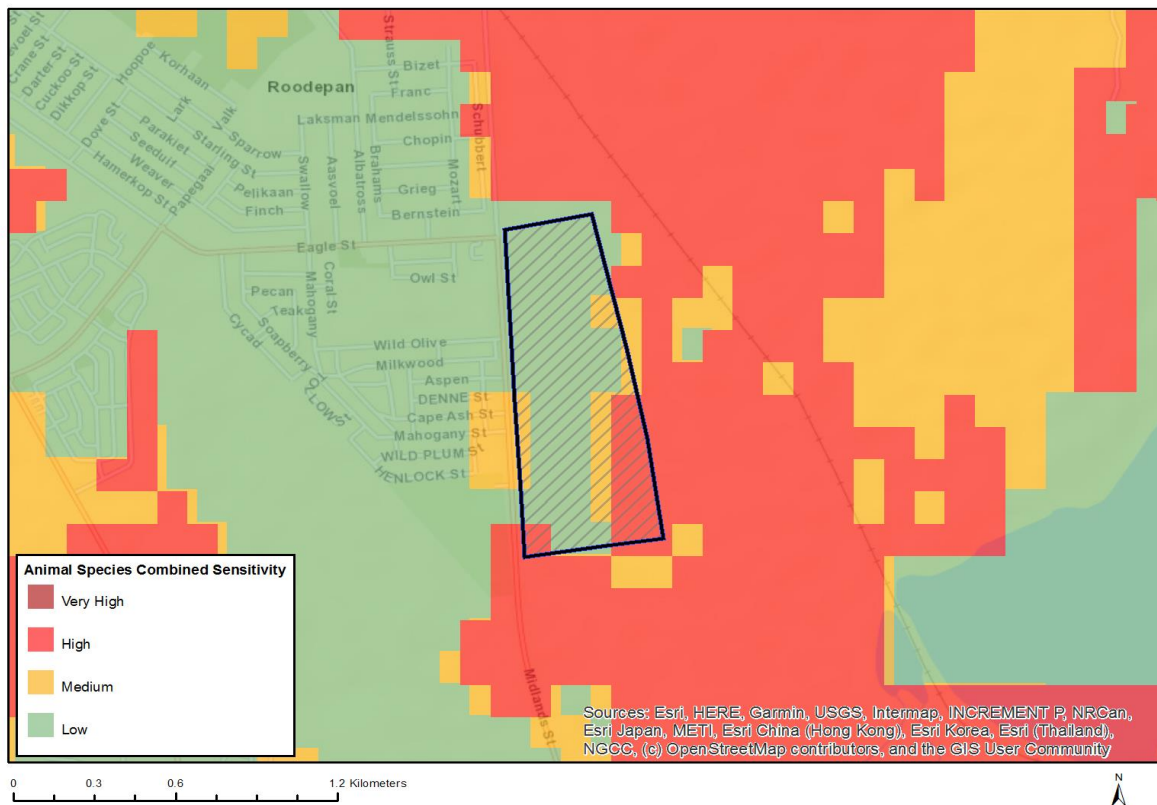 Crane St
Darter St
Cuckoo St
Dikkop St
Hoopoe
Korhaan
Lark
Valk
Dove St
Parakiet
Seeduif
Weaver
Hamerkop St
Papegaai
Starling St
Sparrow
Pelikaan
Finch
Swallow
Aasvoel
Roodepan
Strauss St
Bizet
Franc
Laksman Mendelssohn
Chopin
Schubbert
Albatross
Brahams
Mozart
Grieg
Bernstein
Eagle St
Owl St
Coral St
Mahogany
Pecan
Teak
Cycad
Soapberry
Wild Olive
Milkwood
Aspen
DENNE St
Cape Ash St
Mahogany St
WILD PLUM St
HENLOCK St
Midlands St
Animal Species Combined Sensitivity
Very High
High
Medium
Low
Sources: Esri, HERE, Garmin, USGS, Intermap, INCREMENT P, NRCan,
Esri Japan, METI, Esri China (Hong Kong), Esri Korea, Esri (Thailand),
NGCC, (c) OpenStreetMap contributors, and the GIS User Community
0 0.3 0.6 1.2 Kilometers
N